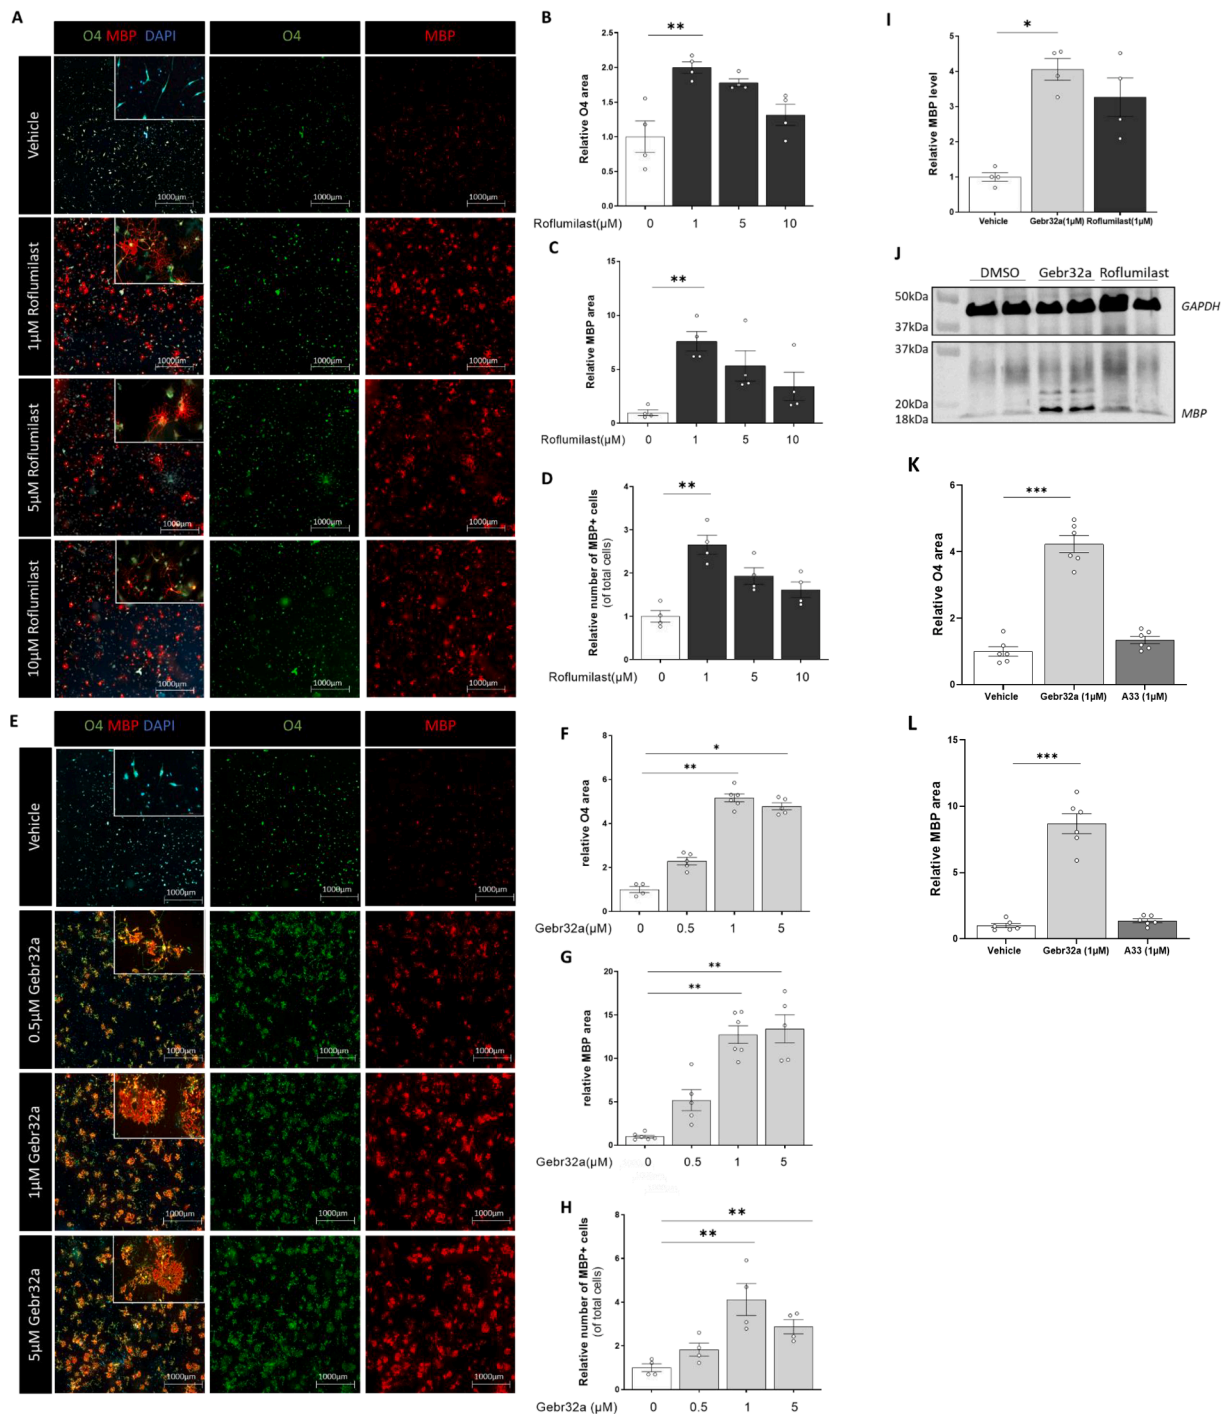 A
O4 MBP DAPI
O4
MBP
Vehicle
1000µm
1000µm
1000µm
1µM Roflumilast
1000µm
1000µm
1000µm
5µM Roflumilast
1000µm
1000µm
1000µm
10µM Roflumilast
1000µm
1000µm
1000µm
B
**
Relative O4 area
2.5
2.0
1.5
1.0
0.5
0.0
Roflumilast(µM)
0
1
5
10
C
**
Relative MBP area
15
10
5
0
Roflumilast(µM)
0
1
5
10
D
**
Relative number of MBP+ cells
(of total cells)
4
3
2
1
0
Roflumilast(µM)
0
1
5
10
E
O4 MBP DAPI
O4
MBP
Vehicle
1000µm
1000µm
1000µm
0.5µM Gebr32a
1000µm
1000µm
1000µm
1µM Gebr32a
1000µm
1000µm
1000µm
5µM Gebr32a
1000µm
1000µm
1000µm
F
*
**
relative O4 area
8
6
4
2
0
Gebr32a(µM)
0
0.5
1
5
G
**
**
relative MBP area
20
15
10
5
0
Gebr32a(µM)
0
0.5
1
5
H
**
**
Relative number of MBP+ cells
(of total cells)
8
6
4
2
0
Gebr32a (µM)
0
0.5
1
5
I
*
Relative MBP level
5
4
3
2
1
0
Vehicle
Gebr32a(1µM)
Roflumilast(1µM)
J
DMSO
Gebr32a
Roflumilast
50kDa
37kDa
GAPDH
37kDa
20kDa
18kDa
MBP
K
***
Relative O4 area
6
4
2
0
Vehicle
Gebr32a (1µM)
A33 (1µM)
L
***
Relative MBP area
15
10
5
0
Vehicle
Gebr32a (1µM)
A33 (1µM)